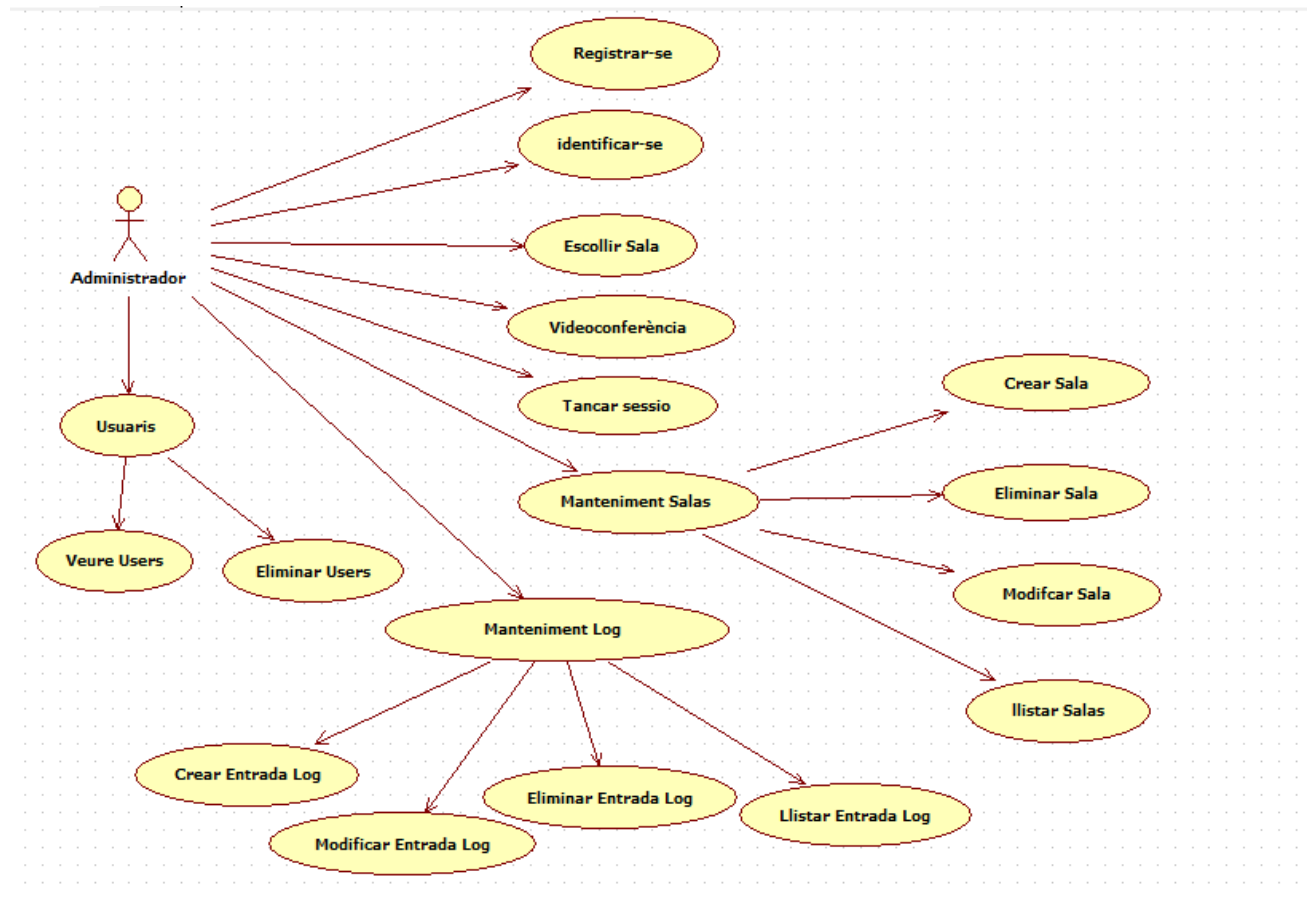 Registrar-se
identificar-se
Administrador
Escollir Sala
Videoconferència
Tancar sessio
Crear Sala
Usuaris
Manteniment Salas
Eliminar Sala
Veure Users
Eliminar Users
Modifcar Sala
Manteniment Log
llistar Salas
Crear Entrada Log
Eliminar Entrada Log
Llistar Entrada Log
Modificar Entrada Log